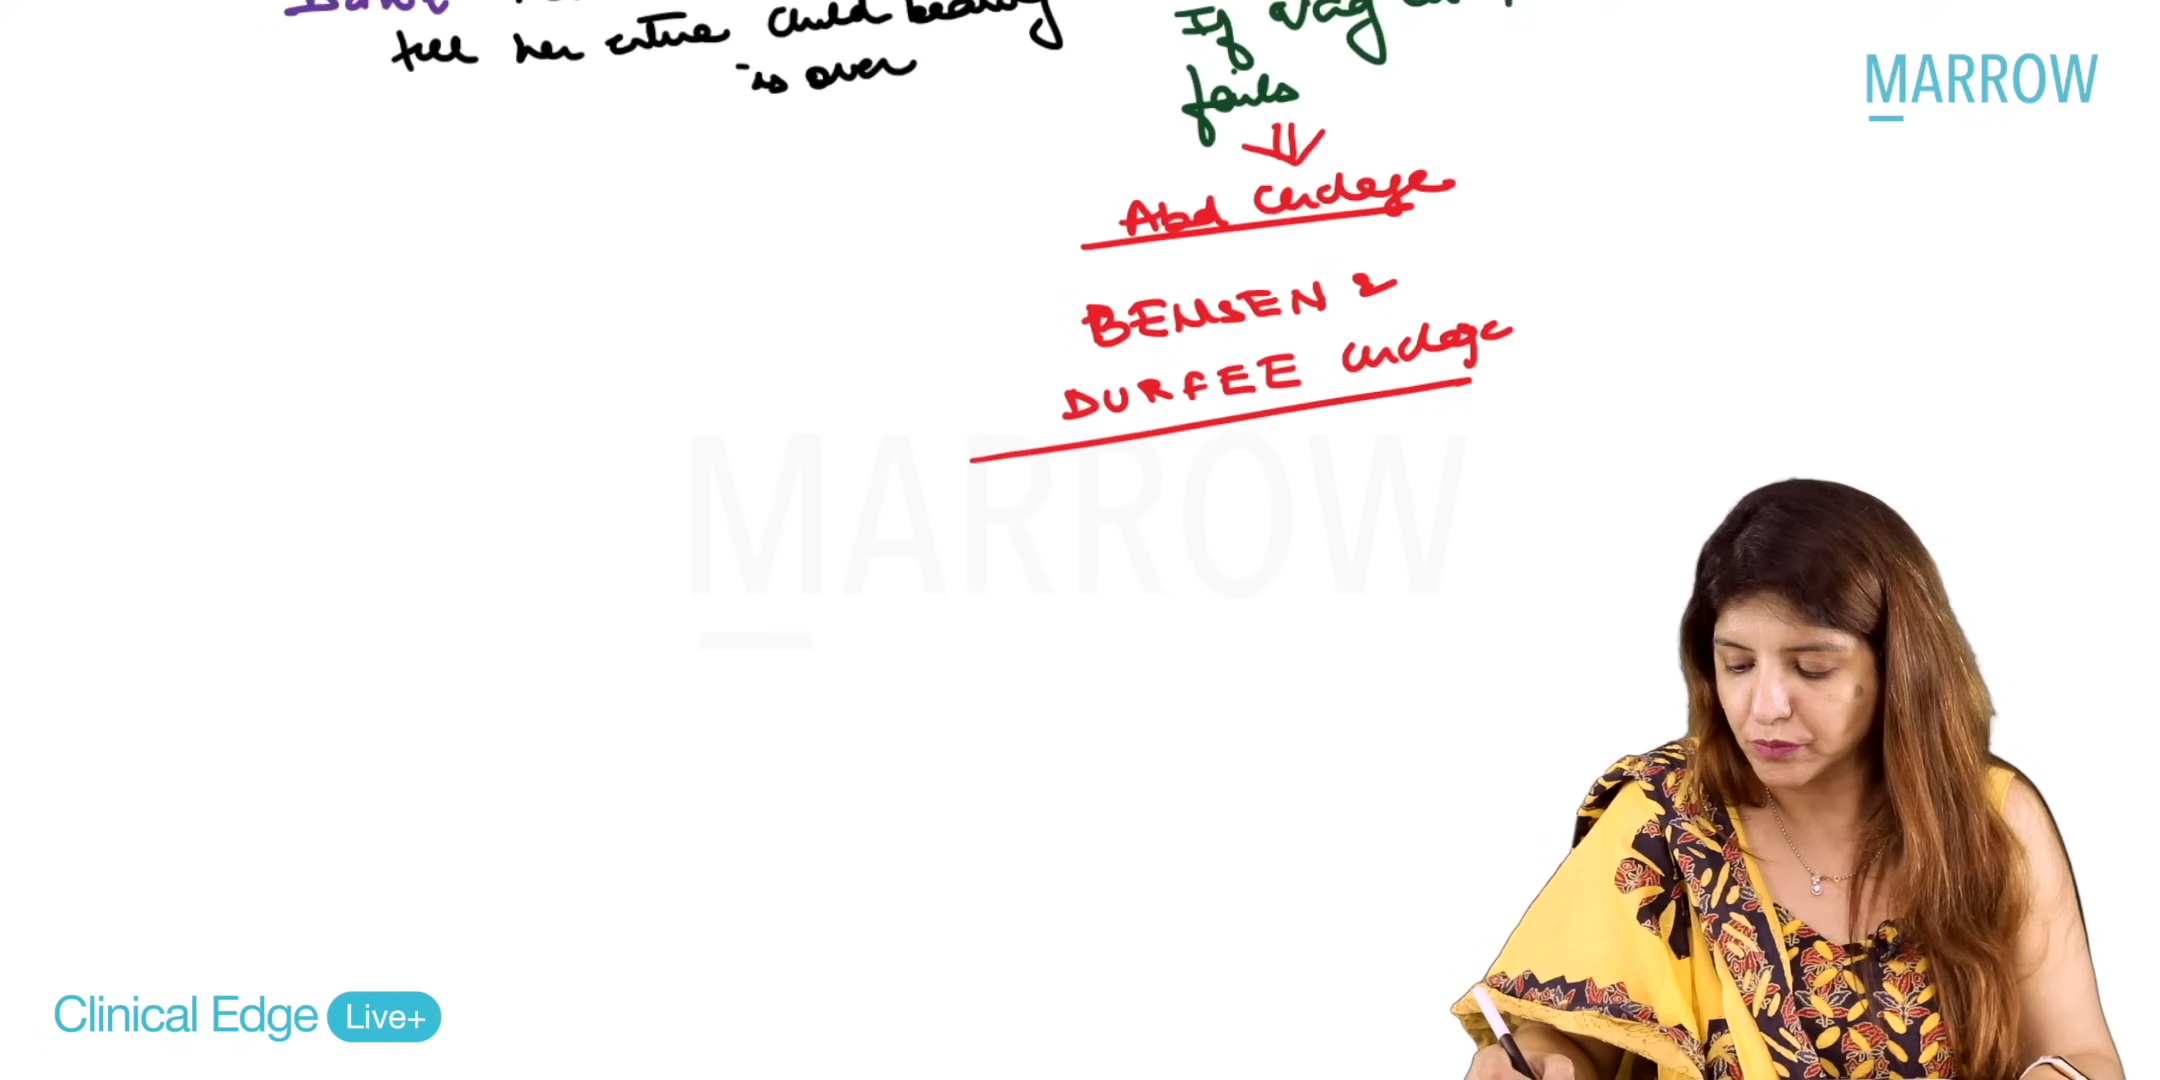 till her entire child bearing
is over
If vag
fails
MARROW
Abd Cerclage
BENSEN &
DURFEE cerclage
MARROW
Clinical Edge Live+